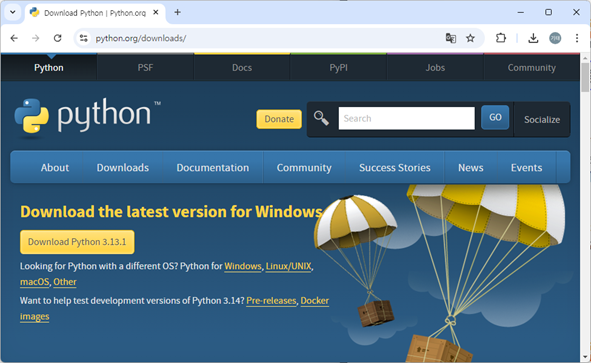 Download Python | Python.org
python.org/downloads/
Python PSF Docs PyPI Jobs Community
python™
Donate Search GO Socialize
About Downloads Documentation Community Success Stories News Events
Download the latest version for Windows
Download Python 3.13.1
Looking for Python with a different OS? Python for Windows, Linux/UNIX,
macOS, Other
Want to help test development versions of Python 3.14? Pre-releases, Docker
images